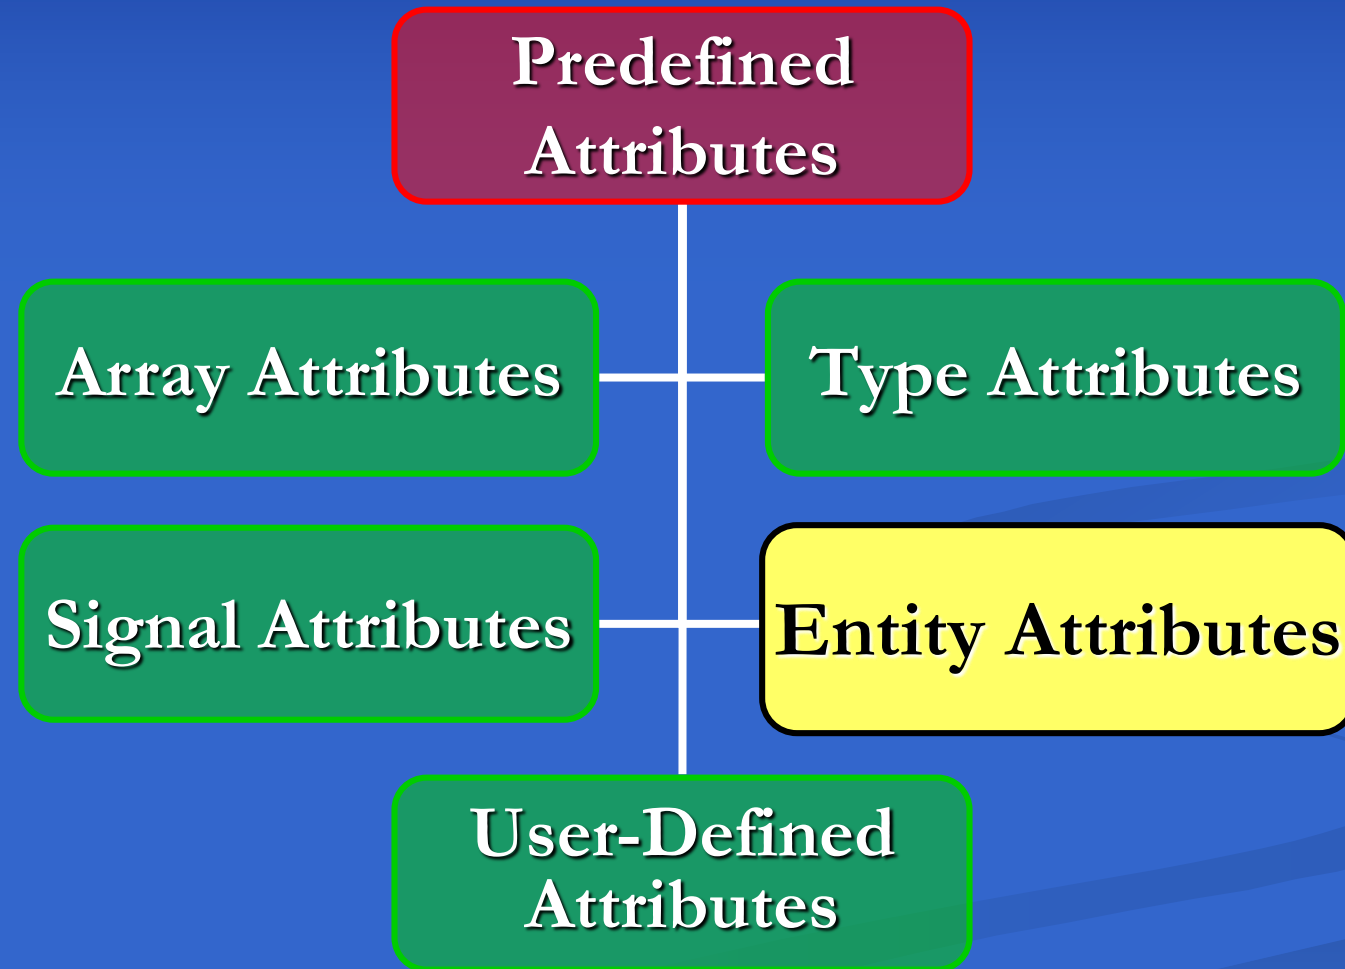 Predefined
Attributes
Array Attributes
Type Attributes
Signal Attributes
Entity Attributes
User-Defined
Attributes